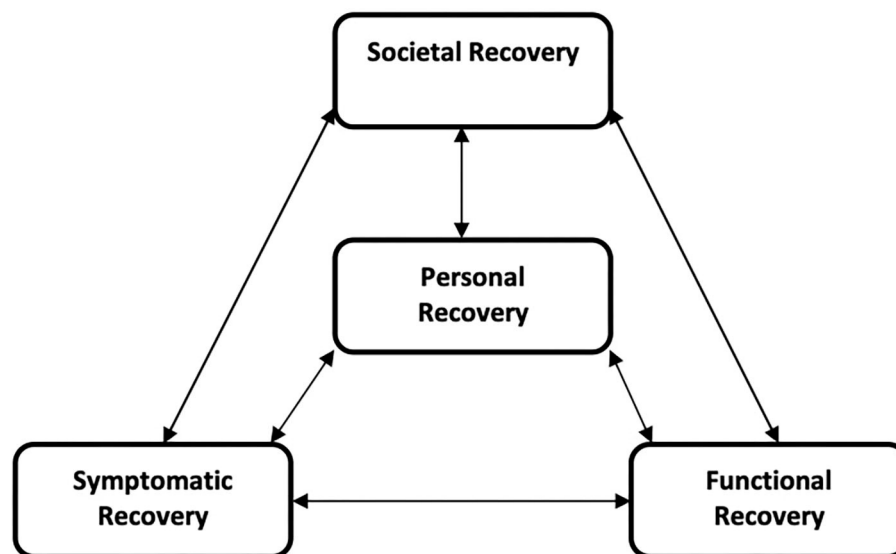 Societal Recovery
Personal
Recovery
Symptomatic
Recovery
Functional
Recovery